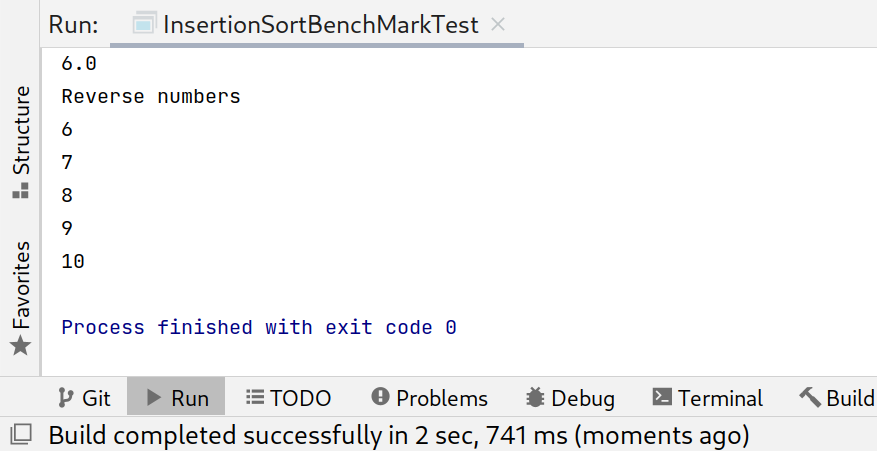 Run: InsertionSortBenchMarkTest
6.0
Reverse numbers
6
7
8
9
10
Process finished with exit code 0
Structure
Favorites
Git Run TODO Problems Debug Terminal Build
Build completed successfully in 2 sec, 741 ms (moments ago)